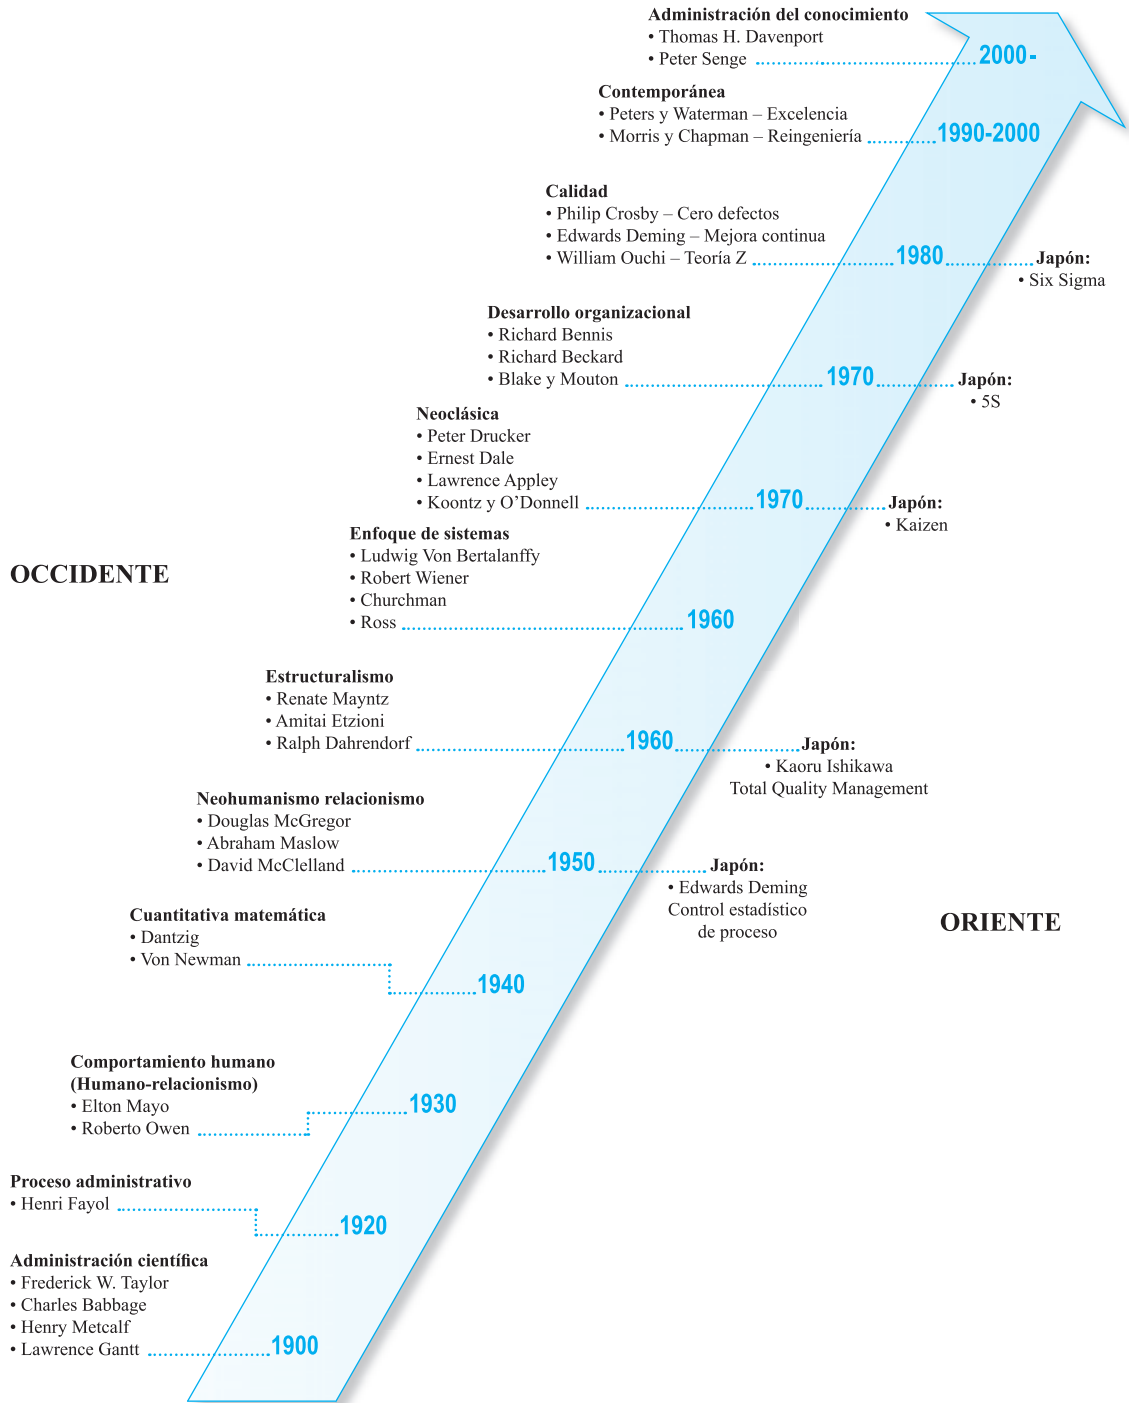 Administración del conocimiento
• Thomas H. Davenport
• Peter Senge
2000-
Contemporánea
• Peters y Waterman – Excelencia
• Morris y Chapman – Reingeniería
1990-2000
Calidad
• Philip Crosby – Cero defectos
• Edwards Deming – Mejora continua
• William Ouchi – Teoría Z
1980
Japón:
• Six Sigma
Desarrollo organizacional
• Richard Bennis
• Richard Beckard
• Blake y Mouton
1970
Japón:
• 5S
Neoclásica
• Peter Drucker
• Ernest Dale
• Lawrence Appley
• Koontz y O’Donnell
1970
Japón:
• Kaizen
Enfoque de sistemas
• Ludwig Von Bertalanffy
• Robert Wiener
• Churchman
• Ross
1960
OCCIDENTE
Estructuralismo
• Renate Mayntz
• Amitai Etzioni
• Ralph Dahrendorf
1960
Japón:
• Kaoru Ishikawa
Total Quality Management
Neohumanismo relacionismo
• Douglas McGregor
• Abraham Maslow
• David McClelland
1950
Japón:
• Edwards Deming
Control estadístico
de proceso
ORIENTE
Cuantitativa matemática
• Dantzig
• Von Newman
1940
Comportamiento humano
(Humano-relacionismo)
• Elton Mayo
• Roberto Owen
1930
Proceso administrativo
• Henri Fayol
1920
Administración científica
• Frederick W. Taylor
• Charles Babbage
• Henry Metcalf
• Lawrence Gantt
1900